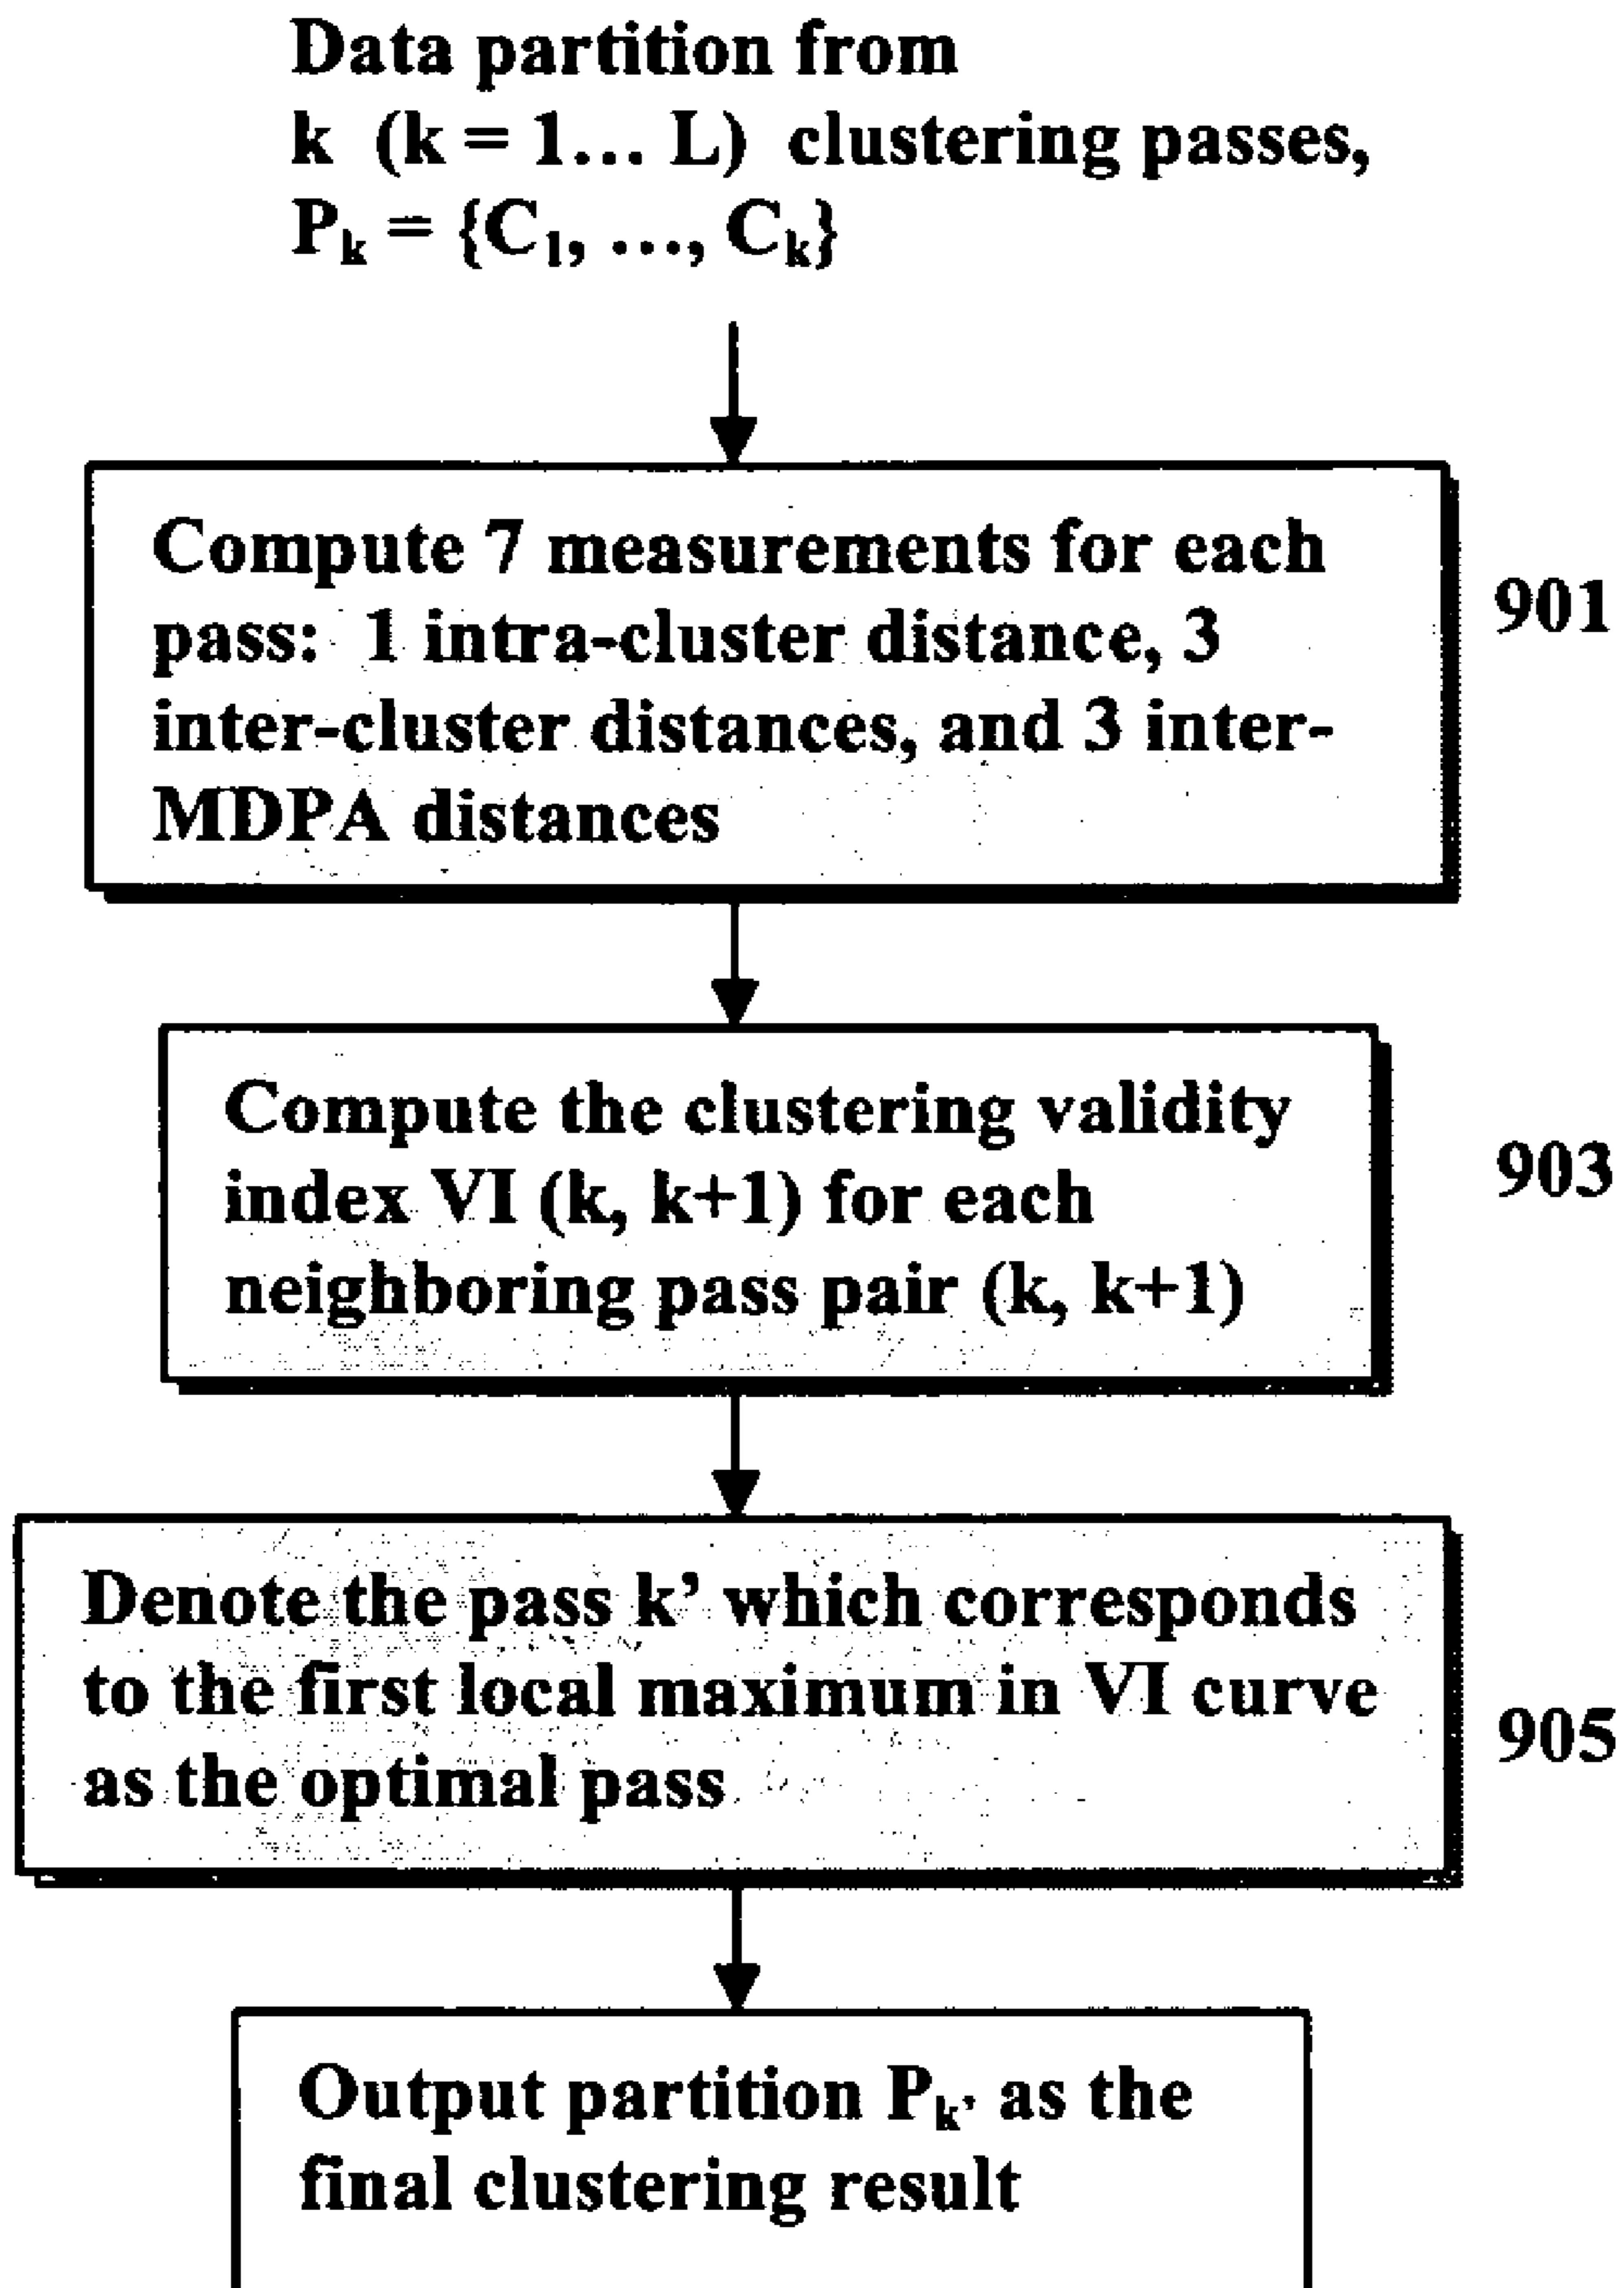 Data partition from
k (k = 1... L) clustering passes,
Pk = {C1, ..., Ck}
Compute 7 measurements for each
pass: 1 intra-cluster distance, 3
inter-cluster distances, and 3 inter-
MDPA distances
901
Compute the clustering validity
index VI (k, k+1) for each
neighboring pass pair (k, k+1)
903
Denote the pass k’ which corresponds
to the first local maximum in VI curve
as the optimal pass
905
Output partition Pk’ as the
final clustering result